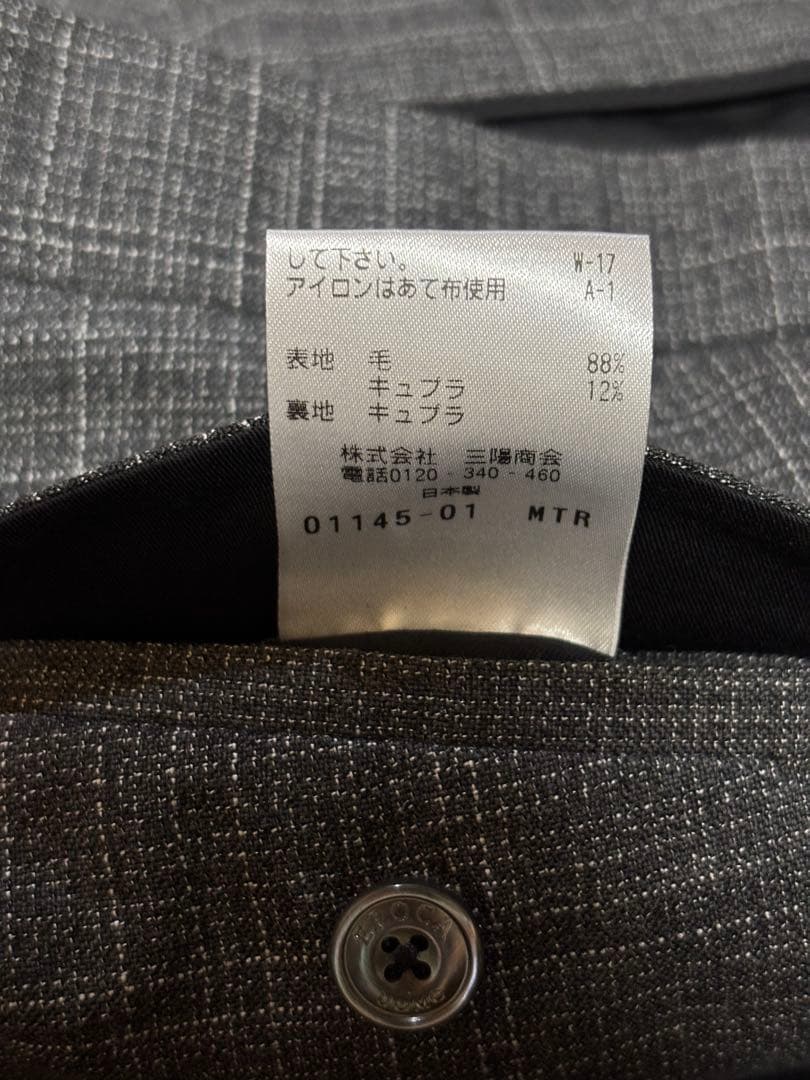 して下さい。 W-17
アイロンはあて布使用 A-1
表地 毛 88%
キュプラ 12%
裏地 キュプラ
株式会社 三陽商会
電話0120-340-460
日本製
01145-01 MTR
EPOCA
UOMO